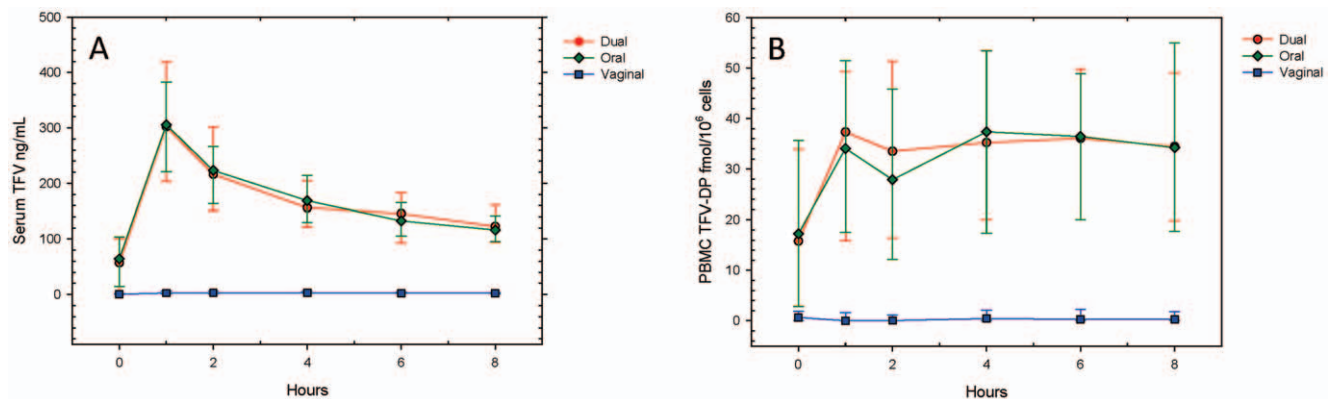 A
Serum TFV ng/mL
500
400
300
200
100
0
0 2 4 6 8
Hours
Dual
Oral
Vaginal
B
PBMC TFV-DP fmol/10⁶ cells
60
50
40
30
20
10
0
0 2 4 6 8
Hours
Dual
Oral
Vaginal